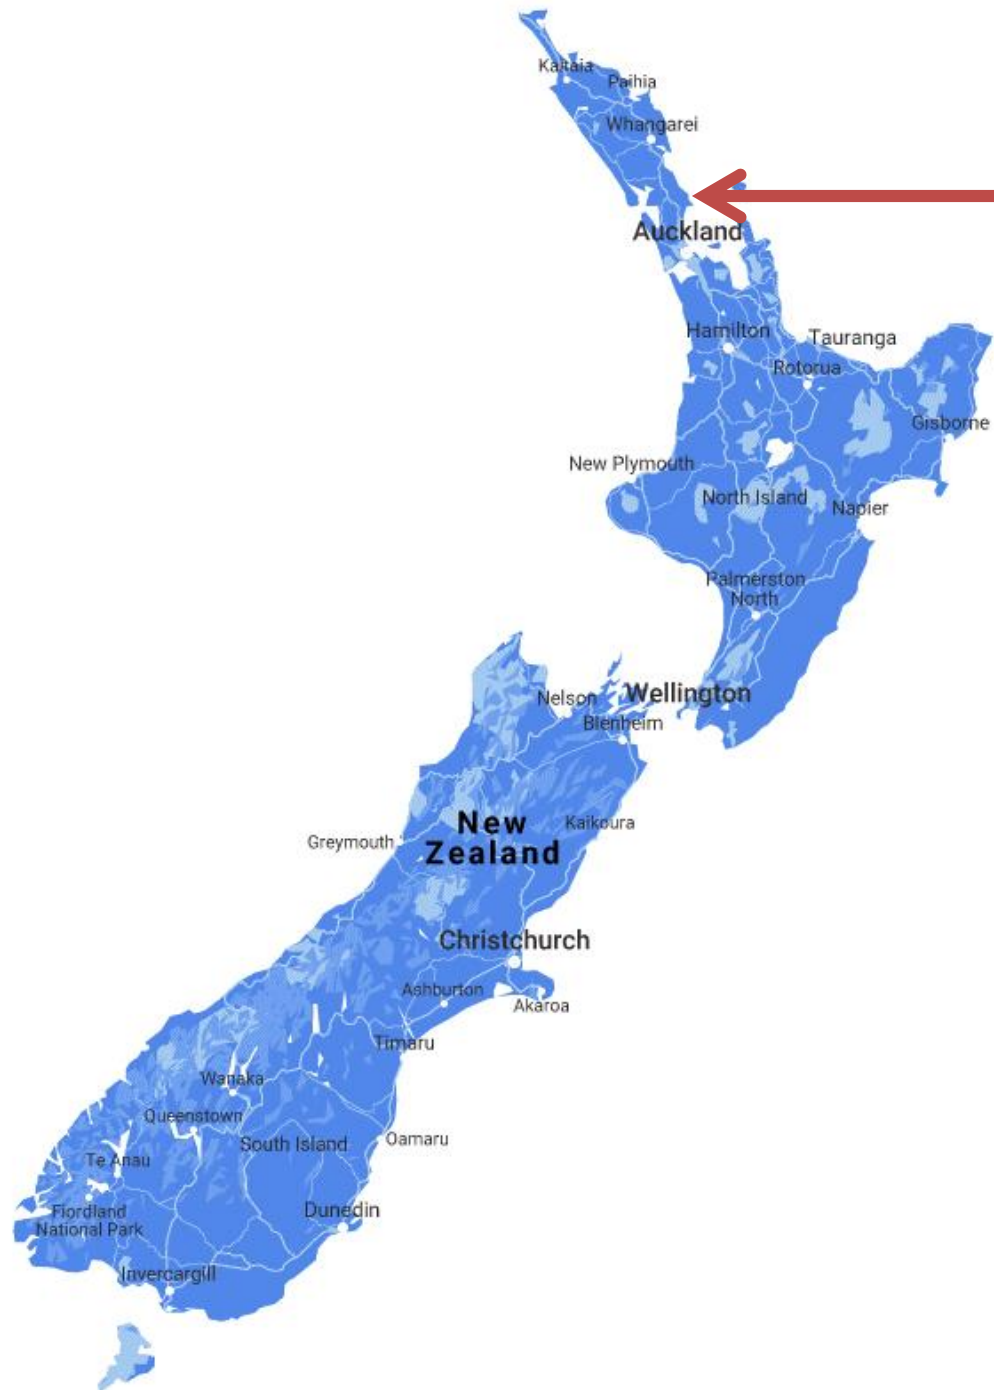 Kaitaia
Paihia
Whangarei
Auckland
Hamilton
Tauranga
Rotorua
Gisborne
New Plymouth
North Island
Napier
Palmerston
North
Nelson
Wellington
Blenheim
New
Zealand
Kaikoura
Greymouth
Christchurch
Ashburton
Akaroa
Timaru
Wanaka
Queenstown
South Island
Oamaru
Te Anau
Fiordland
National Park
Dunedin
Invercargill